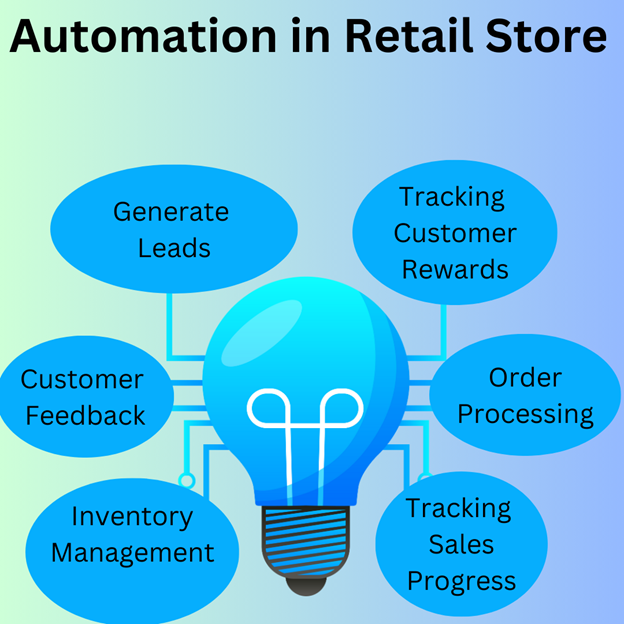 Automation in Retail Store
Generate
Leads
Tracking
Customer
Rewards
Customer
Feedback
Order
Processing
Inventory
Management
Tracking
Sales
Progress